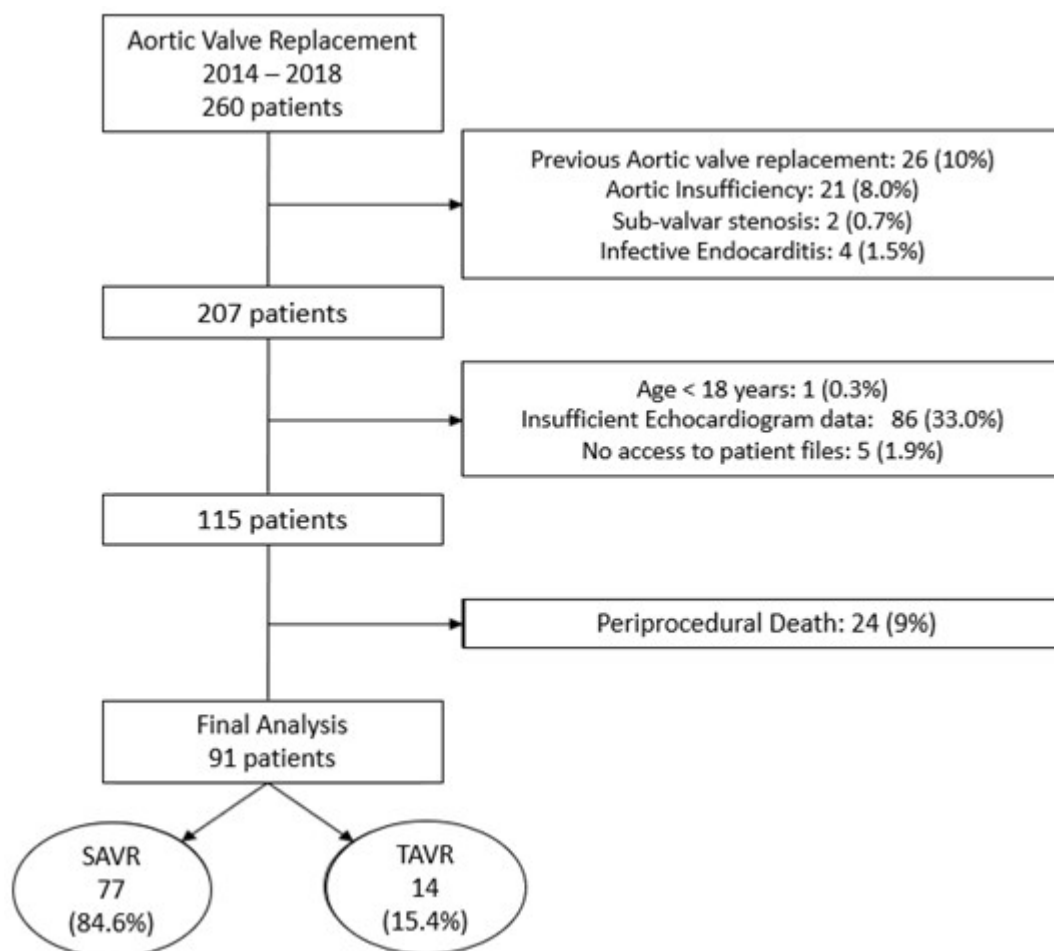 Aortic Valve Replacement
2014 – 2018
260 patients
Previous Aortic valve replacement: 26 (10%)
Aortic Insufficiency: 21 (8.0%)
Sub-valvar stenosis: 2 (0.7%)
Infective Endocarditis: 4 (1.5%)
207 patients
Age < 18 years: 1 (0.3%)
Insufficient Echocardiogram data: 86 (33.0%)
No access to patient files: 5 (1.9%)
115 patients
Periprocedural Death: 24 (9%)
Final Analysis
91 patients
SAVR
77
(84.6%)
TAVR
14
(15.4%)